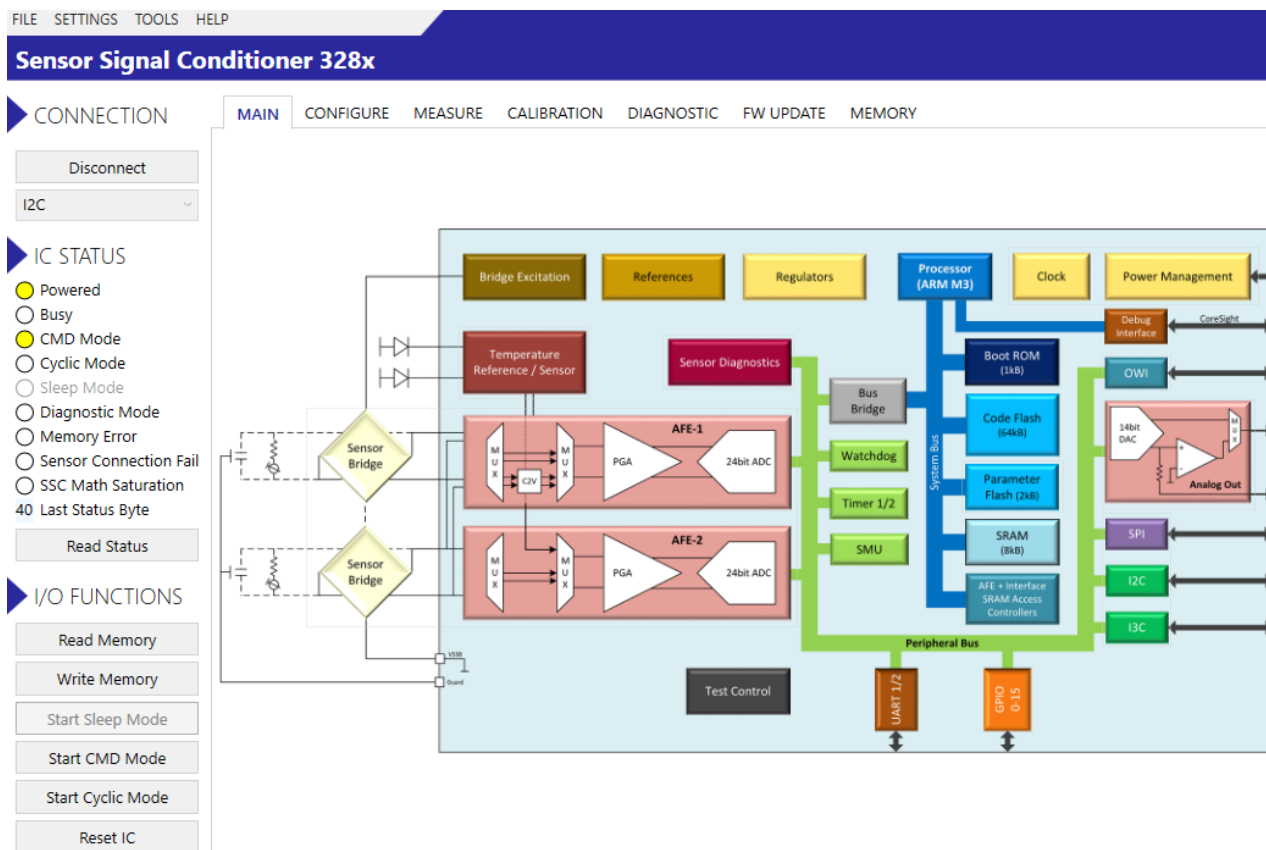 FILE SETTINGS TOOLS HELP
Sensor Signal Conditioner 328x
CONNECTION
Disconnect
I2C
IC STATUS
Powered
Busy
CMD Mode
Cyclic Mode
Sleep Mode
Diagnostic Mode
Memory Error
Sensor Connection Fail
SSC Math Saturation
40 Last Status Byte
Read Status
I/O FUNCTIONS
Read Memory
Write Memory
Start Sleep Mode
Start CMD Mode
Start Cyclic Mode
Reset IC
MAIN CONFIGURE MEASURE CALIBRATION DIAGNOSTIC FW UPDATE MEMORY
Bridge Excitation
References
Regulators
Processor
(ARM M3)
Clock
Power Management
Debug
Interface
CoreSight
Temperature
Reference / Sensor
Sensor Diagnostics
Boot ROM
(1kB)
OWI
Bus
Bridge
Code Flash
(64kB)
14bit
DAC
MUX
Analog Out
Sensor
Bridge
AFE-1
MUX
C2V
MUX
PGA
24bit ADC
Watchdog
System Bus
Parameter
Flash (2kB)
Timer 1/2
SRAM
(8kB)
SPI
Sensor
Bridge
AFE-2
MUX
MUX
PGA
24bit ADC
SMU
AFE + Interface
SRAM Access
Controllers
I2C
I3C
Peripheral Bus
VSSB
Guard
Test Control
UART 1/2
GPIO
0-15